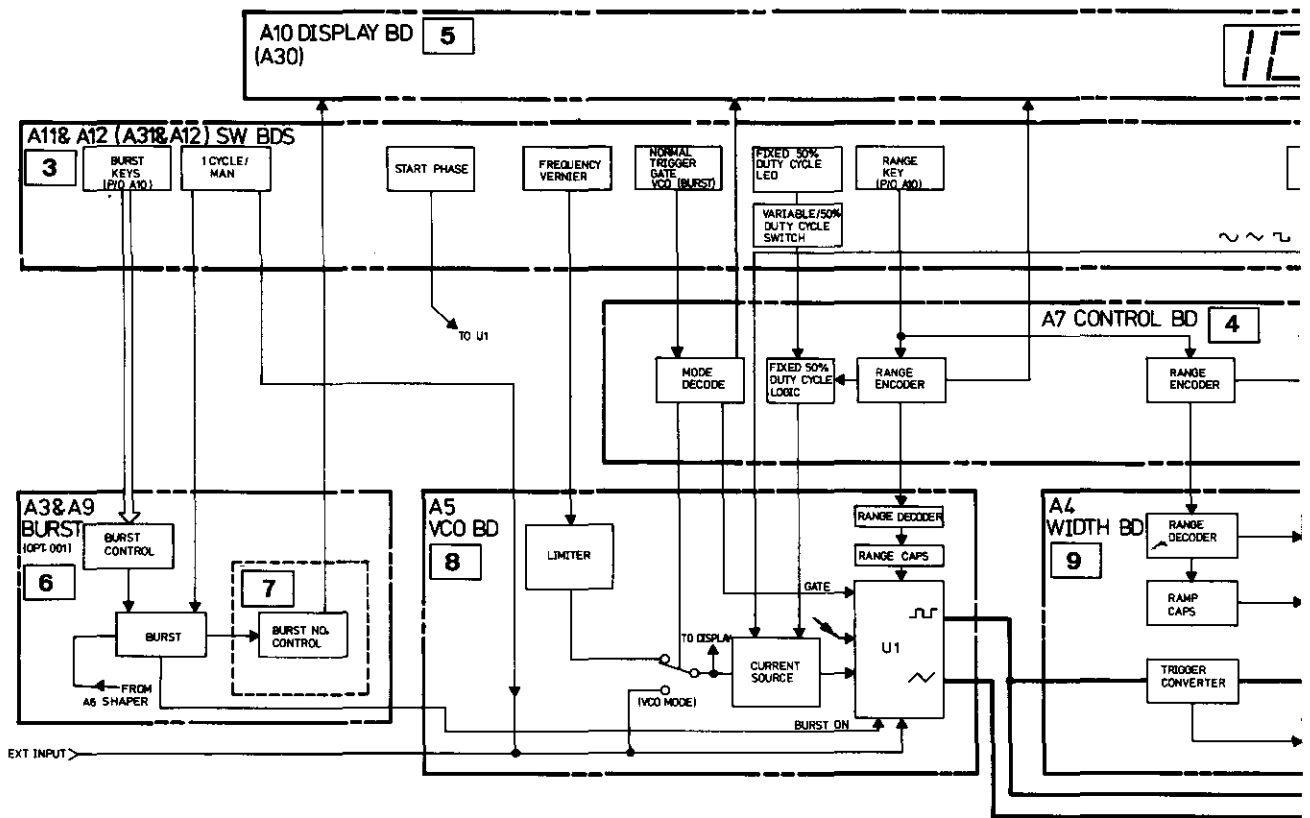 A10 DISPLAY BD
(A30)
5
A11& A12 (A31&A12) SW BDS
3
BURST
KEYS
(P/O A10)
1 CYCLE/
MAN
START PHASE
FREQUENCY
VERNIER
NORMAL
TRIGGER
GATE
VCO (BURST)
FIXED 50%
DUTY CYCLE
LED
VARIABLE/50%
DUTY CYCLE
SWITCH
RANGE
KEY
(P/O A10)
TO U1
A7 CONTROL BD
4
MODE
DECODE
FIXED 50%
DUTY CYCLE
LOGIC
RANGE
ENCODER
RANGE
ENCODER
A3&A9
BURST
(OPT. 001)
6
BURST
CONTROL
7
BURST
BURST NO.
CONTROL
FROM
A6 SHAPER
EXT INPUT
A5
VCO BD
8
LIMITER
RANGE DECODER
RANGE CAPS
GATE
TO DISPLAY
CURRENT
SOURCE
U1
(VCO MODE)
BURST ON
A4
WIDTH BD
9
RANGE
DECODER
RAMP
CAPS
TRIGGER
CONVERTER